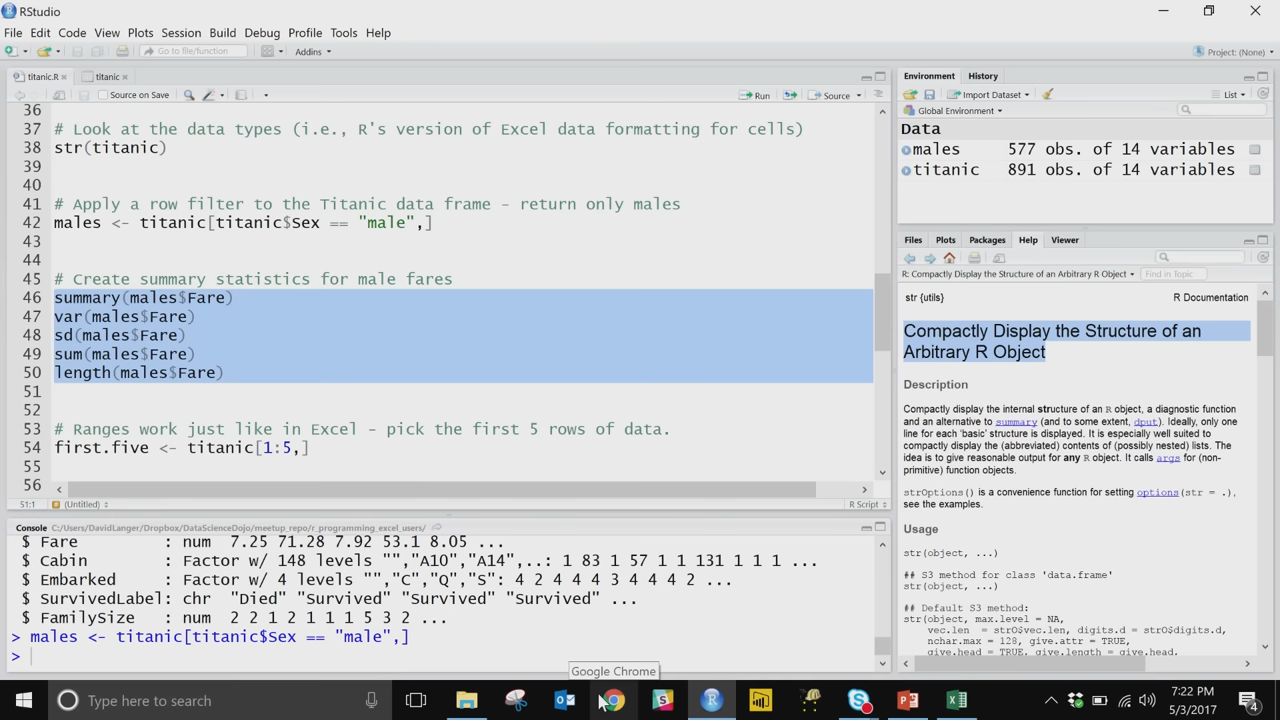 RStudio
File Edit Code View Plots Session Build Debug Profile Tools Help
Go to file/function
Addins
Project: (None)
titanic.R
titanic
Source on Save
Run
Source
36
37 # Look at the data types (i.e., R's version of Excel data formatting for cells)
38 str(titanic)
39
40
41 # Apply a row filter to the Titanic data frame - return only males
42 males <- titanic[titanic$Sex == "male",]
43
44
45 # Create summary statistics for male fares
46 summary(males$Fare)
47 var(males$Fare)
48 sd(males$Fare)
49 sum(males$Fare)
50 length(males$Fare)
51
52
53 # Ranges work just like in Excel - pick the first 5 rows of data.
54 first.five <- titanic[1:5,]
55
56
51:1 (Untitled) R Script
Console C:/Users/DavidLanger/Dropbox/DataScienceDojo/meetup_repo/r_programming_excel_users/
$ Fare : num 7.25 71.28 7.92 53.1 8.05 ...
$ Cabin : Factor w/ 148 levels "","A10","A14",..: 1 83 1 57 1 1 131 1 1 1 ...
$ Embarked : Factor w/ 4 levels "","C","Q","S": 4 2 4 4 4 3 4 4 4 2 ...
$ SurvivedLabel: chr "Died" "Survived" "Survived" "Survived" ...
$ FamilySize : num 2 2 1 2 1 1 1 5 3 2 ...
> males <- titanic[titanic$Sex == "male",]
>
Environment History
Import Dataset
List
Global Environment
Data
males 577 obs. of 14 variables
titanic 891 obs. of 14 variables
Files Plots Packages Help Viewer
R: Compactly Display the Structure of an Arbitrary R Object
Find in Topic
str {utils} R Documentation
Compactly Display the Structure of an
Arbitrary R Object
Description
Compactly display the internal structure of an R object, a diagnostic function
and an alternative to summary (and to some extent, dput). Ideally, only one
line for each ‘basic’ structure is displayed. It is especially well suited to
compactly display the (abbreviated) contents of (possibly nested) lists. The
idea is to give reasonable output for any R object. It calls args for (non-
primitive) function objects.
strOptions() is a convenience function for setting options(str = .),
see the examples.
Usage
str(object, ...)
## S3 method for class 'data.frame'
str(object, ...)
## Default S3 method:
str(object, max.level = NA,
vec.len = strO$vec.len, digits.d = strO$digits.d,
nchar.max = 128, give.attr = TRUE,
give.head = TRUE, give.length = give.head,
Google Chrome
Type here to search
7:22 PM
5/3/2017
4